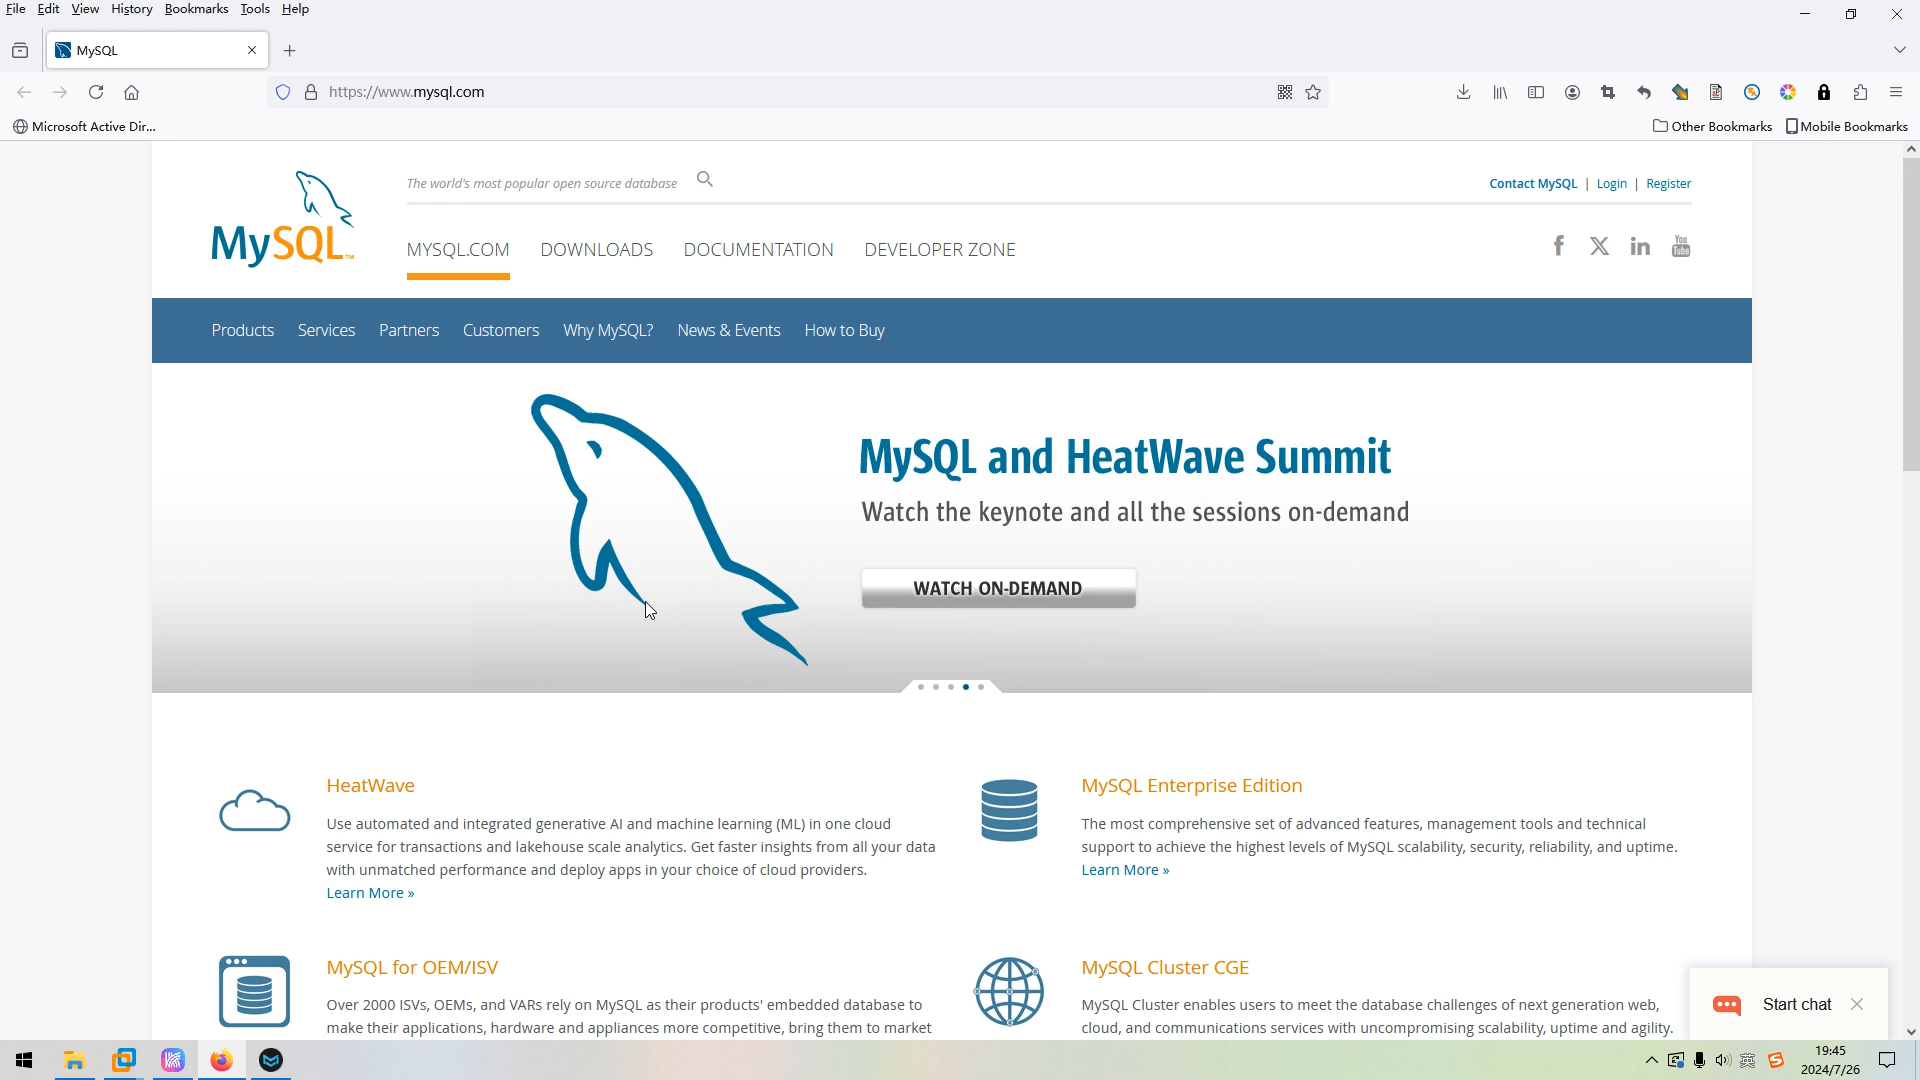 File Edit View History Bookmarks Tools Help
MySQL
https://www.mysql.com
Microsoft Active Dir...
Other Bookmarks
Mobile Bookmarks
MySQL™
The world's most popular open source database
Contact MySQL | Login | Register
MYSQL.COM DOWNLOADS DOCUMENTATION DEVELOPER ZONE
You Tube
Products Services Partners Customers Why MySQL? News & Events How to Buy
MySQL and HeatWave Summit
Watch the keynote and all the sessions on-demand
WATCH ON-DEMAND
HeatWave
Use automated and integrated generative AI and machine learning (ML) in one cloud
service for transactions and lakehouse scale analytics. Get faster insights from all your data
with unmatched performance and deploy apps in your choice of cloud providers.
Learn More »
MySQL Enterprise Edition
The most comprehensive set of advanced features, management tools and technical
support to achieve the highest levels of MySQL scalability, security, reliability, and uptime.
Learn More »
MySQL for OEM/ISV
Over 2000 ISVs, OEMs, and VARs rely on MySQL as their products' embedded database to
make their applications, hardware and appliances more competitive, bring them to market
MySQL Cluster CGE
MySQL Cluster enables users to meet the database challenges of next generation web,
cloud, and communications services with uncompromising scalability, uptime and agility.
Start chat
英
19:45
2024/7/26